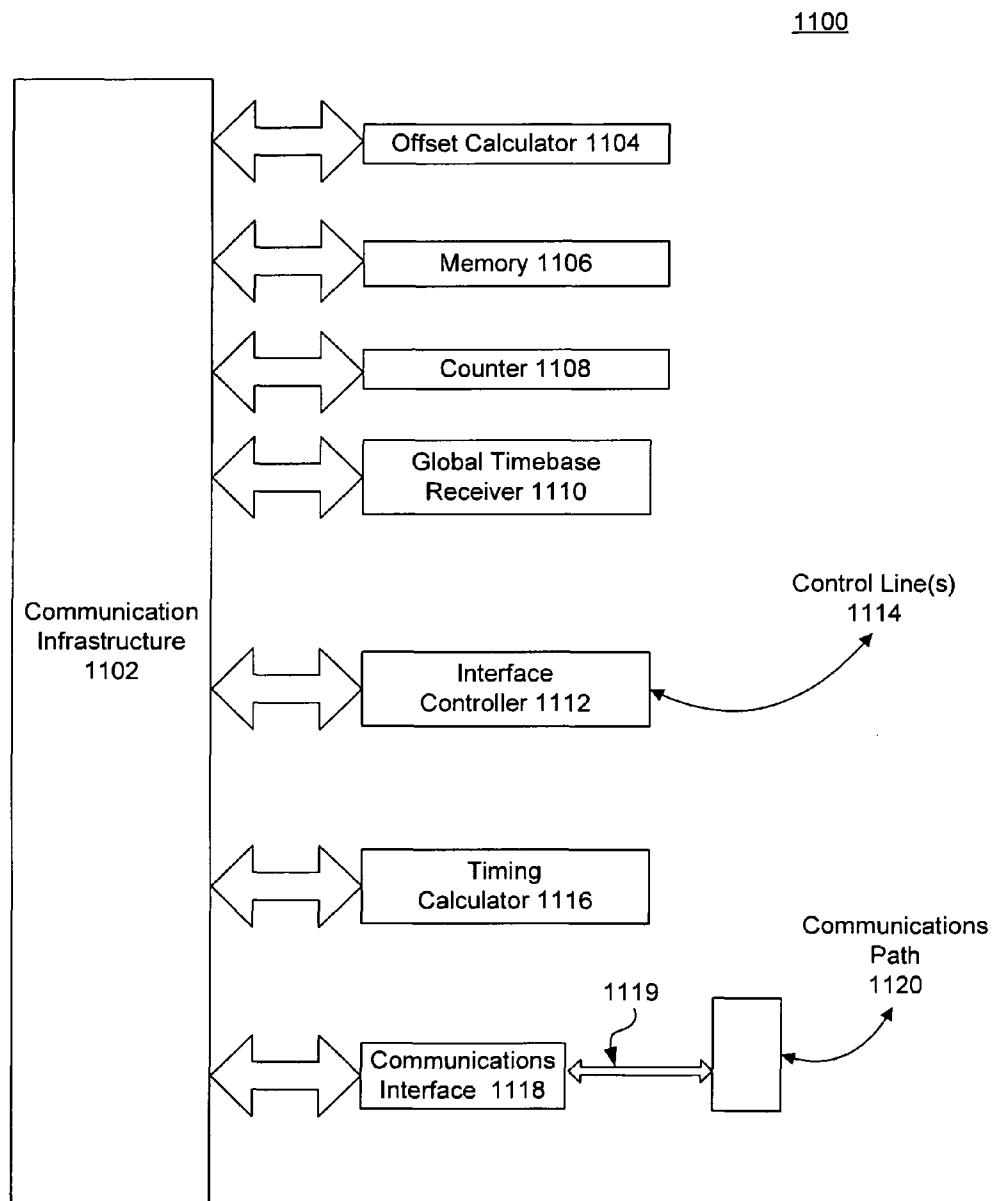 1100
Offset Calculator 1104
Memory 1106
Counter 1108
Global Timebase
Receiver 1110
Communication
Infrastructure
1102
Control Line(s)
1114
Interface
Controller 1112
Timing
Calculator 1116
Communications
Path
1120
1119
Communications
Interface 1118